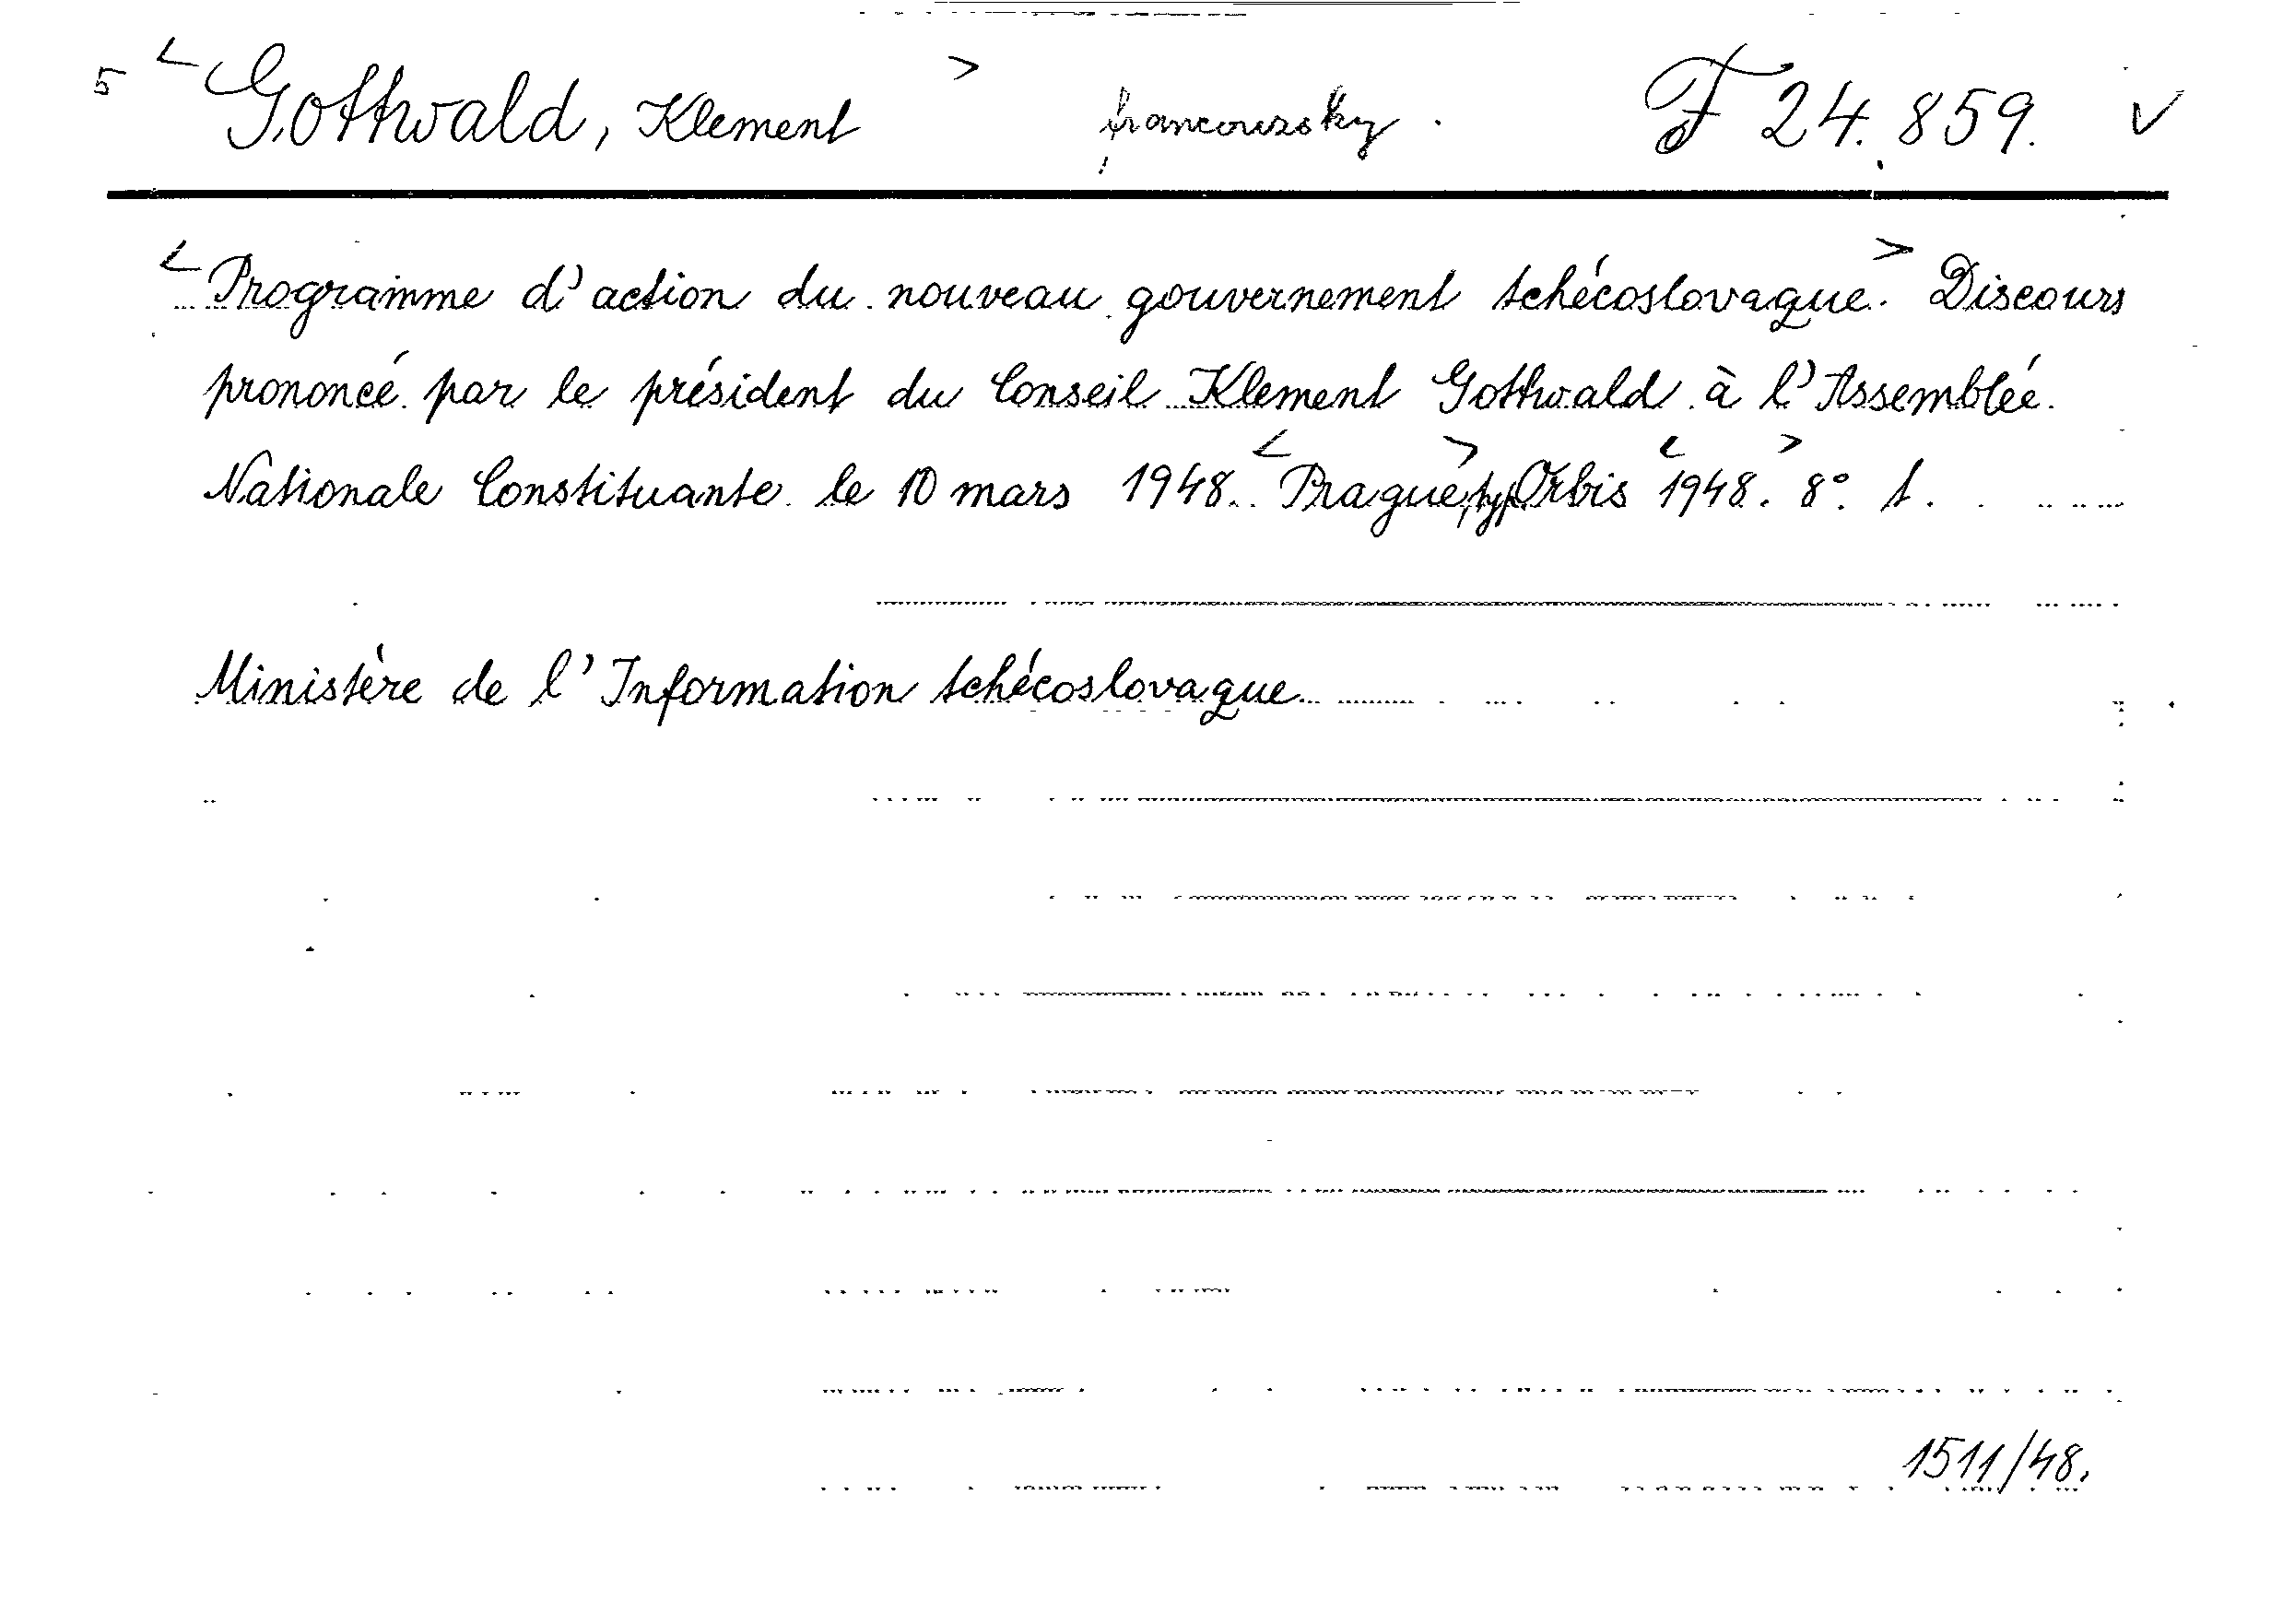 5 < Gottwald, Klement > francouzsky. F 24.859. v
< Programme d'action du nouveau gouvernement tchécoslovaque. > Discours
prononcé par le président du Conseil Klement Gottwald à l'Assemblée
Nationale Constituante le 10 mars 1948. < Prague, > typ. Orbis < 1948. > 8°. 1.
Ministère de l'Information tchécoslovaque.
1511/48.